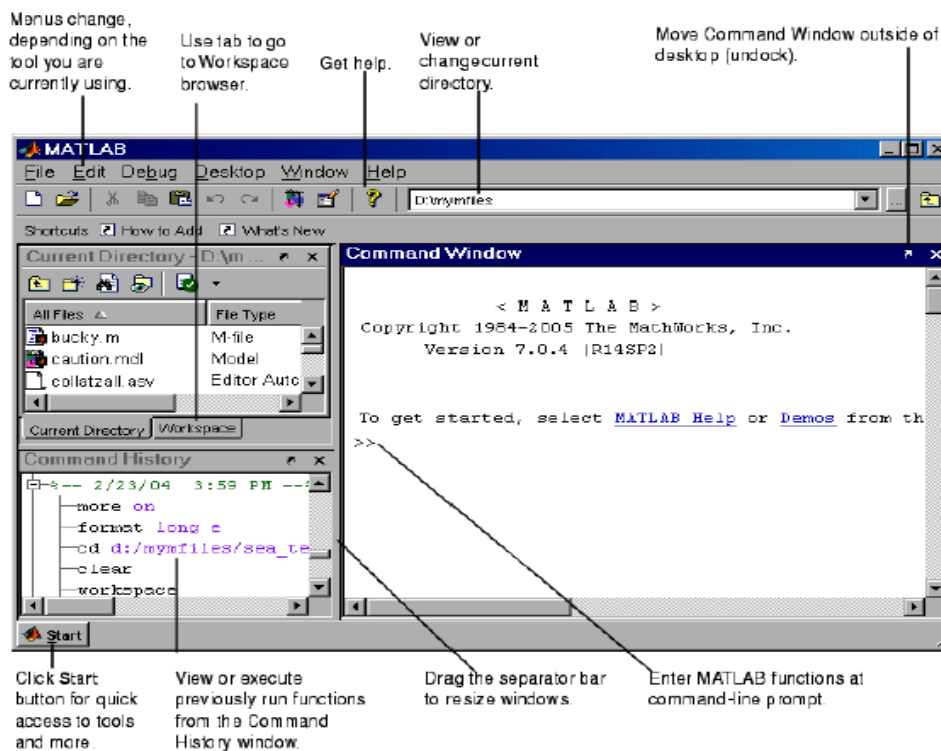 Menus change,
depending on the
tool you are
currently using.
Use tab to go
to Workspace
browser.
Get help.
View or
changecurrent
directory.
Move Command Window outside of
desktop (undock).
MATLAB
File Edit Debug Desktop Window Help
D:\mymfiles
Shortcuts How to Add What's New
Current Directory - D:\m ...
All Files File Type
bucky.m M-file
caution.mdl Model
collatzall.asv Editor Autc
Current Directory Workspace
Command History
%-- 2/23/04 3:59 PM --%
more on
format long e
cd d:/mymfiles/sea_te
clear
workspace
Command Window
< M A T L A B >
Copyright 1984-2005 The MathWorks, Inc.
Version 7.0.4 (R14SP2)
To get started, select MATLAB Help or Demos from th
>>
Start
Click Start
button for quick
access to tools
and more.
View or execute
previously run functions
from the Command
History window.
Drag the separator bar
to resize windows.
Enter MATLAB functions at
command-line prompt.